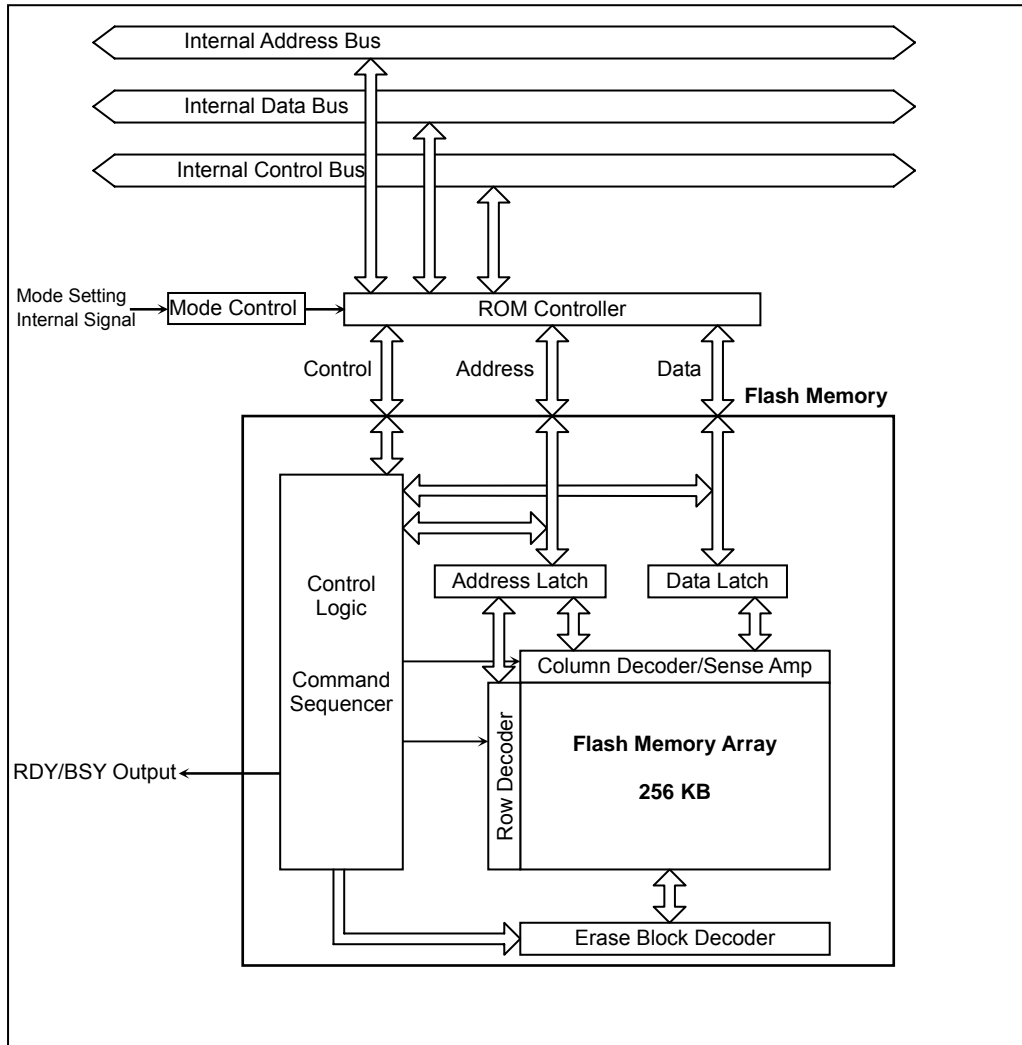 Internal Address Bus
Internal Data Bus
Internal Control Bus
Mode Setting
Internal Signal
Mode Control
ROM Controller
Control
Address
Data
Flash Memory
Control
Logic
Command
Sequencer
Address Latch
Data Latch
Column Decoder/Sense Amp
Row Decoder
Flash Memory Array
256 KB
RDY/BSY Output
Erase Block Decoder